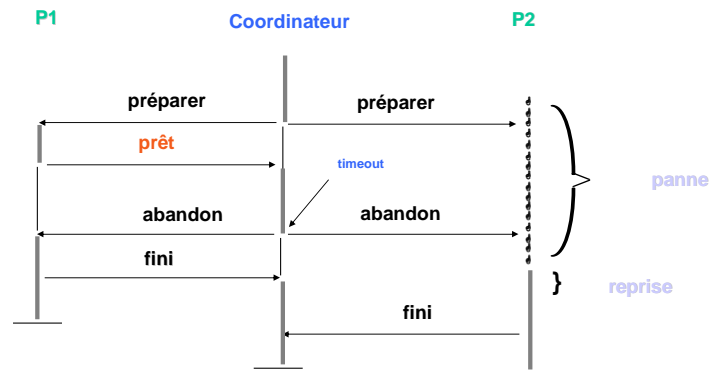 P1
Coordinateur
P2
préparer
préparer
prêt
timeout
panne
abandon
abandon
fini
}
reprise
fini